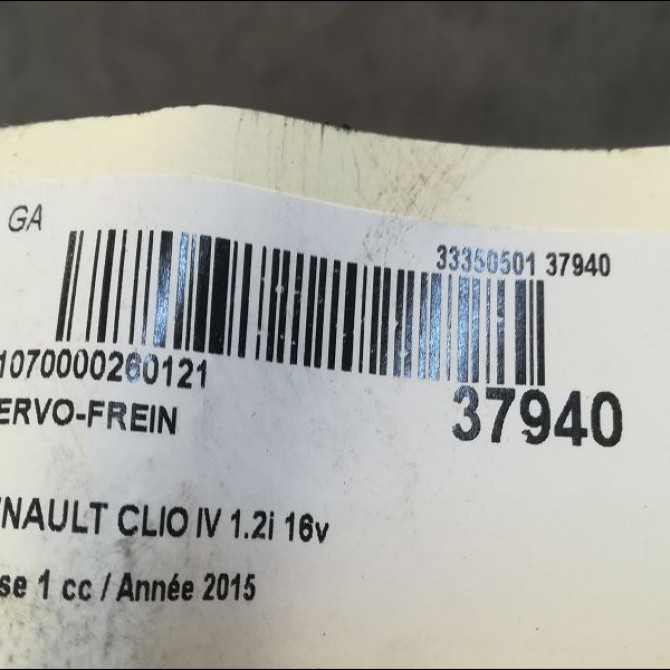 GA
33350501 37940
1070000260121
ERVO-FREIN
37940
NAULT CLIO IV 1.2i 16v
se 1 cc / Année 2015